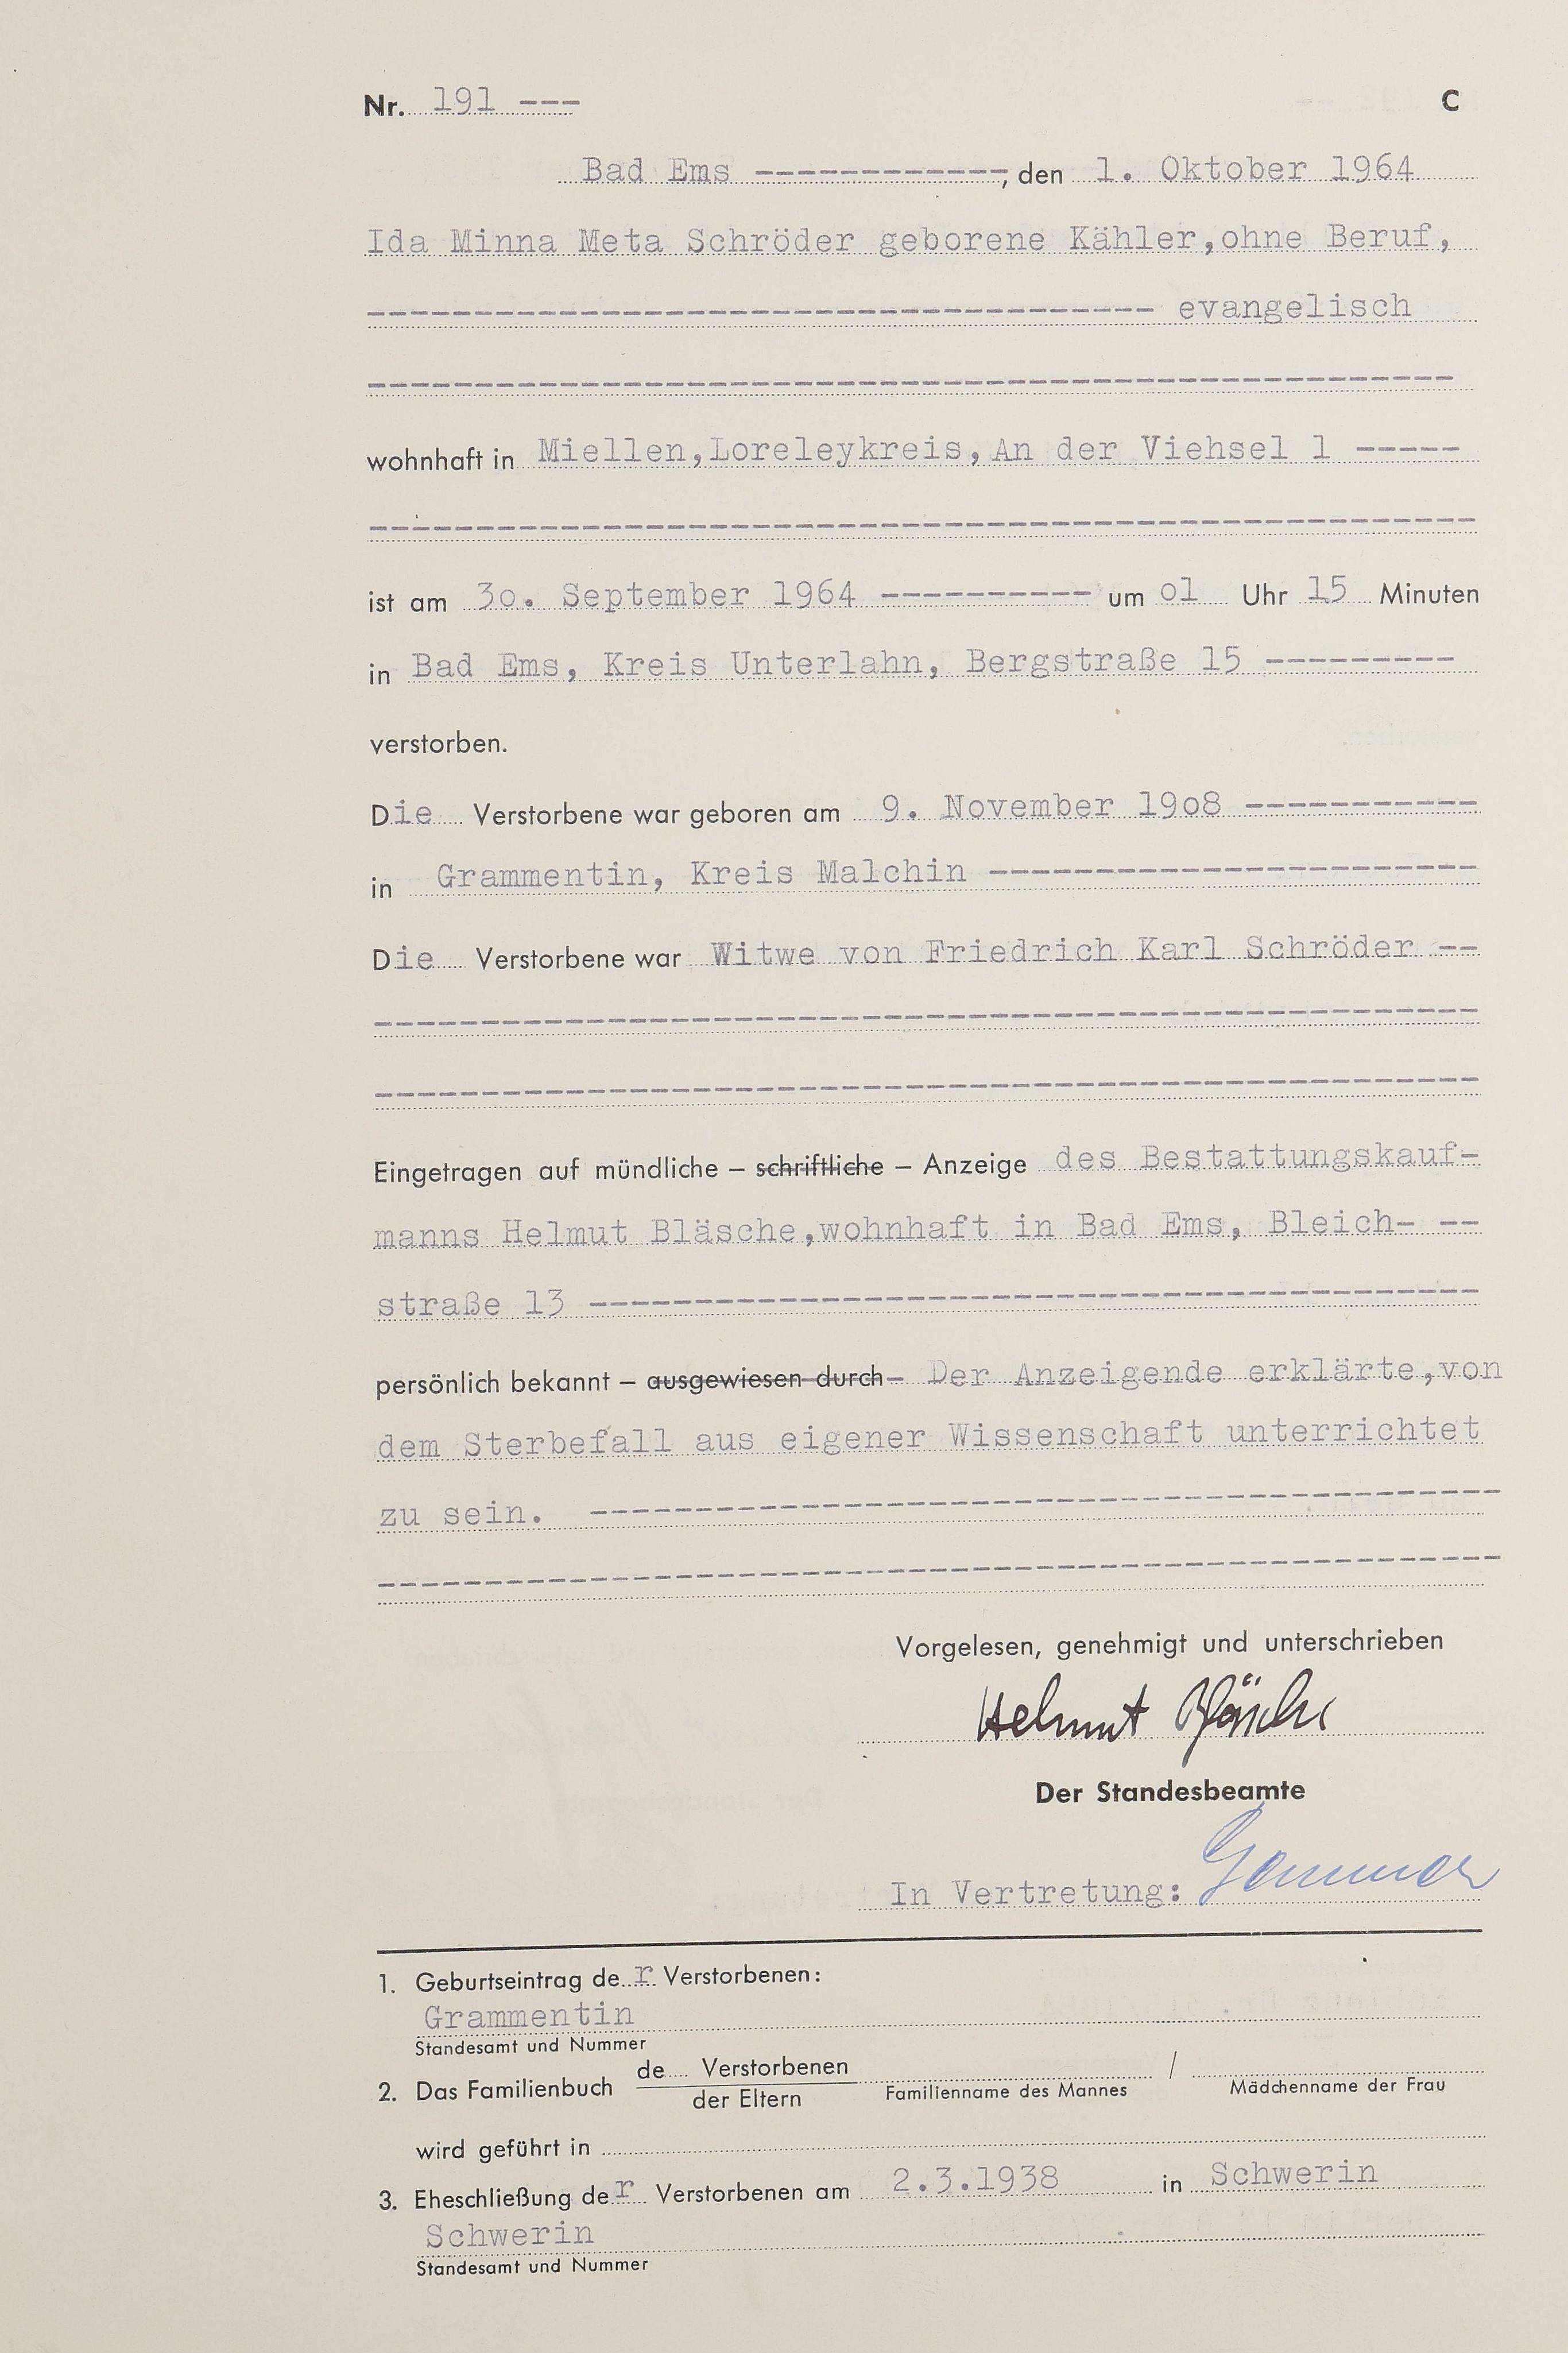 Nr. 191 ---
C
Bad Ems ------------, den 1. Oktober 1964
Ida Minna Meta Schröder geborene Kähler,ohne Beruf,
------------------------------------- evangelisch
wohnhaft in Miellen,Loreleykreis,An der Viehsel 1 -----
ist am 3o. September 1964 ---------- um o1 Uhr 15 Minuten
in Bad Ems, Kreis Unterlahn, Bergstraße 15 ---------
verstorben.
Die Verstorbene war geboren am 9. November 19o8 -----------
in Grammentin, Kreis Malchin -----------------------
Die Verstorbene war Witwe von Friedrich Karl Schröder --
Eingetragen auf mündliche – schriftliche – Anzeige des Bestattungskauf-
manns Helmut Bläsche,wohnhaft in Bad Ems, Bleich- --
straße 13 ------------------------------------------
persönlich bekannt – ausgewiesen durch – Der Anzeigende erklärte,von
dem Sterbefall aus eigener Wissenschaft unterrichtet
zu sein. -------------------------------------------
Vorgelesen, genehmigt und unterschrieben
Helmut Bläsche
Der Standesbeamte
In Vertretung:
1. Geburtseintrag der Verstorbenen:
Grammentin
Standesamt und Nummer
2. Das Familienbuch de.... Verstorbenen / der Eltern
Familienname des Mannes / Mädchenname der Frau
wird geführt in
3. Eheschließung der Verstorbenen am 2.3.1938 in Schwerin
Schwerin
Standesamt und Nummer